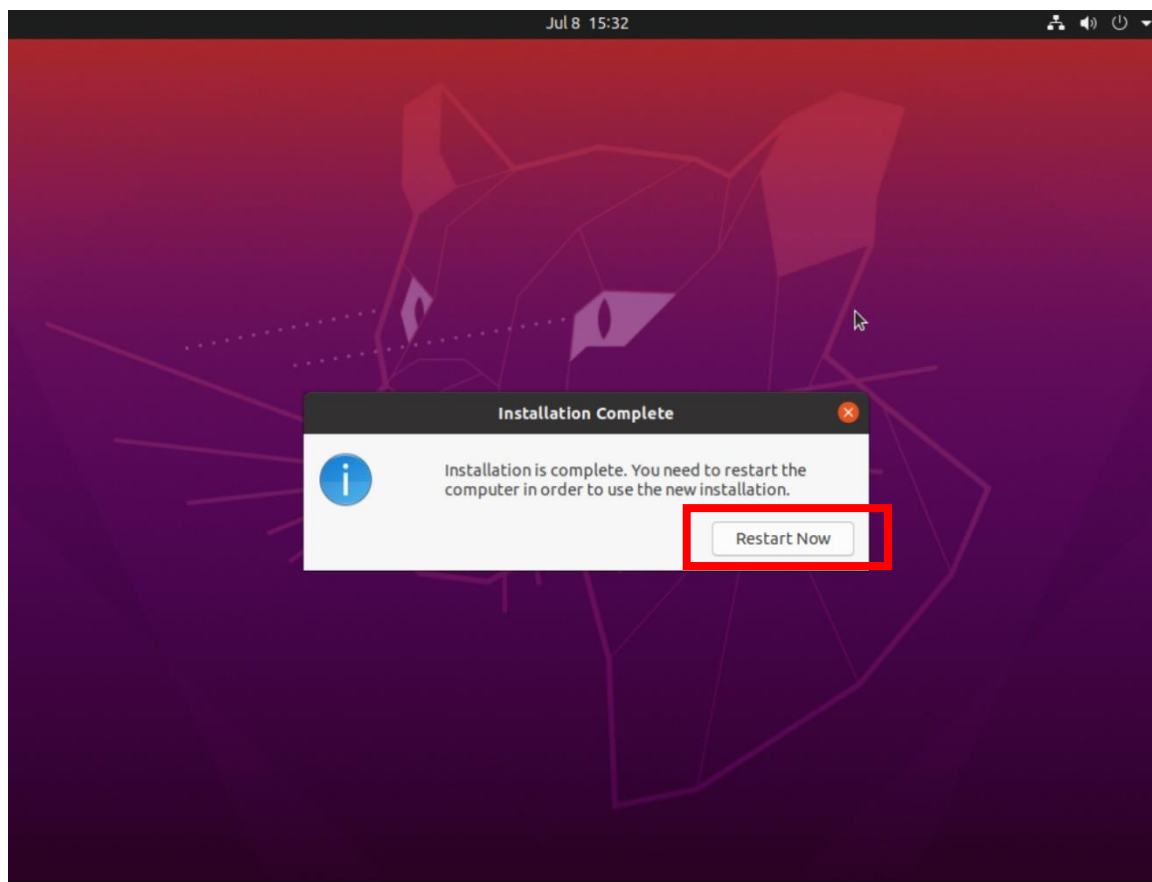 Jul 8 15:32
Installation Complete
Installation is complete. You need to restart the
computer in order to use the new installation.
Restart Now